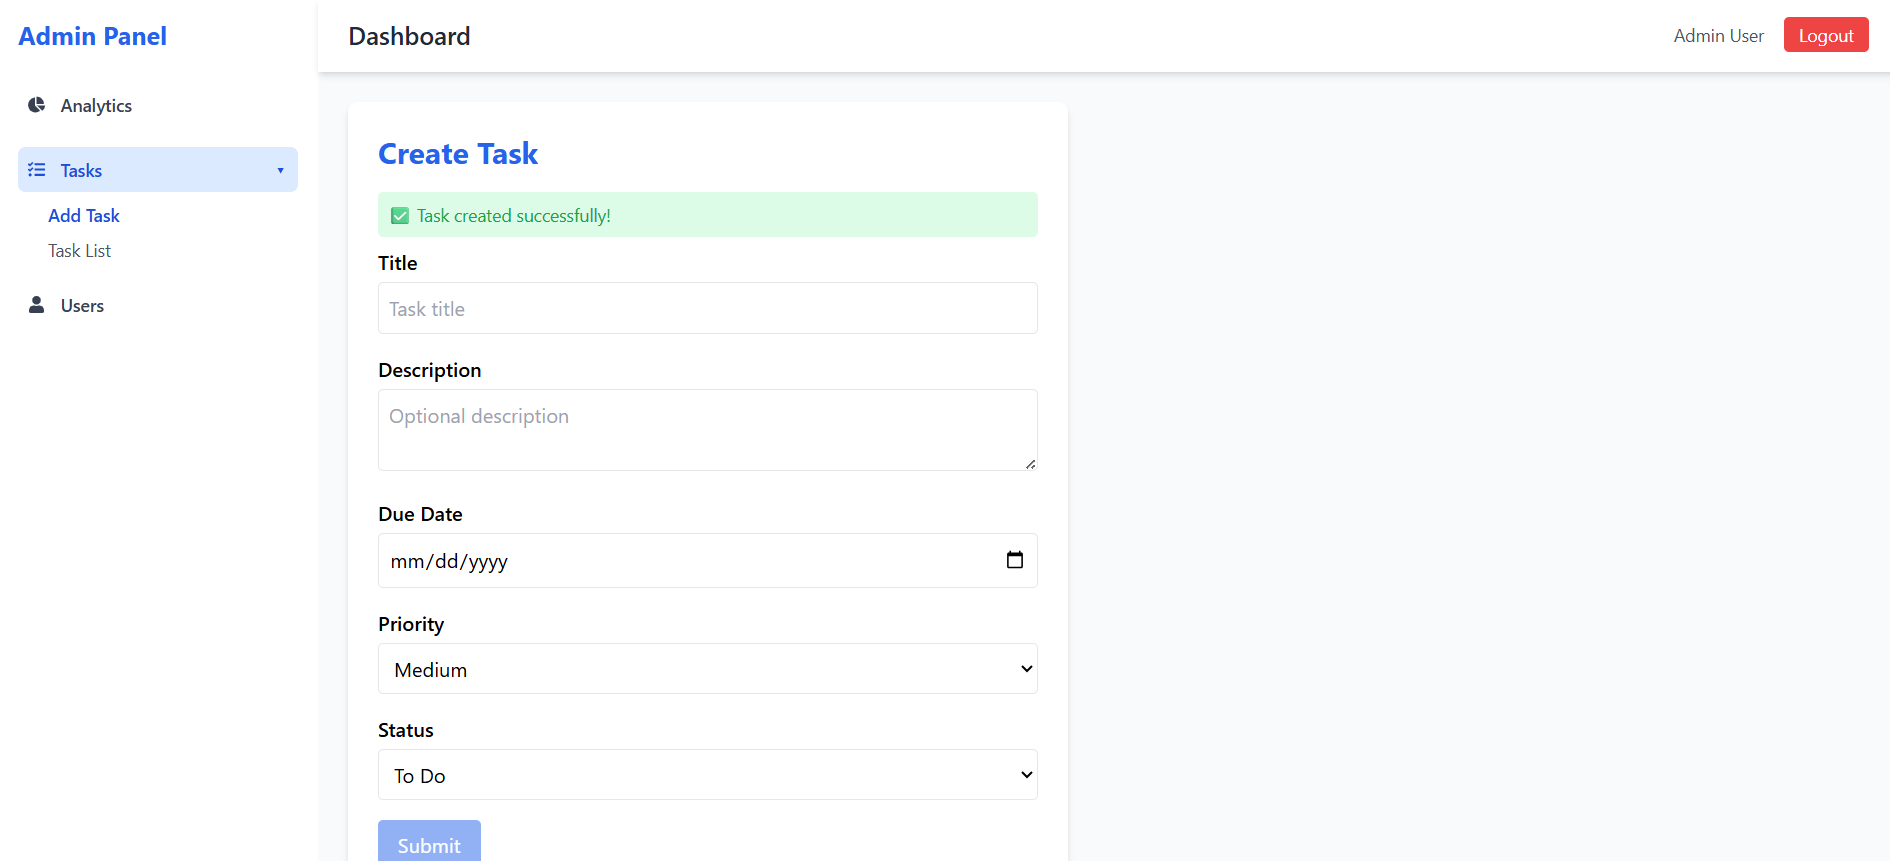 Admin Panel
Analytics
Tasks
Add Task
Task List
Users
Dashboard
Admin User
Logout
Create Task
✅ Task created successfully!
Title
Task title
Description
Optional description
Due Date
mm/dd/yyyy
Priority
Medium
Status
To Do
Submit